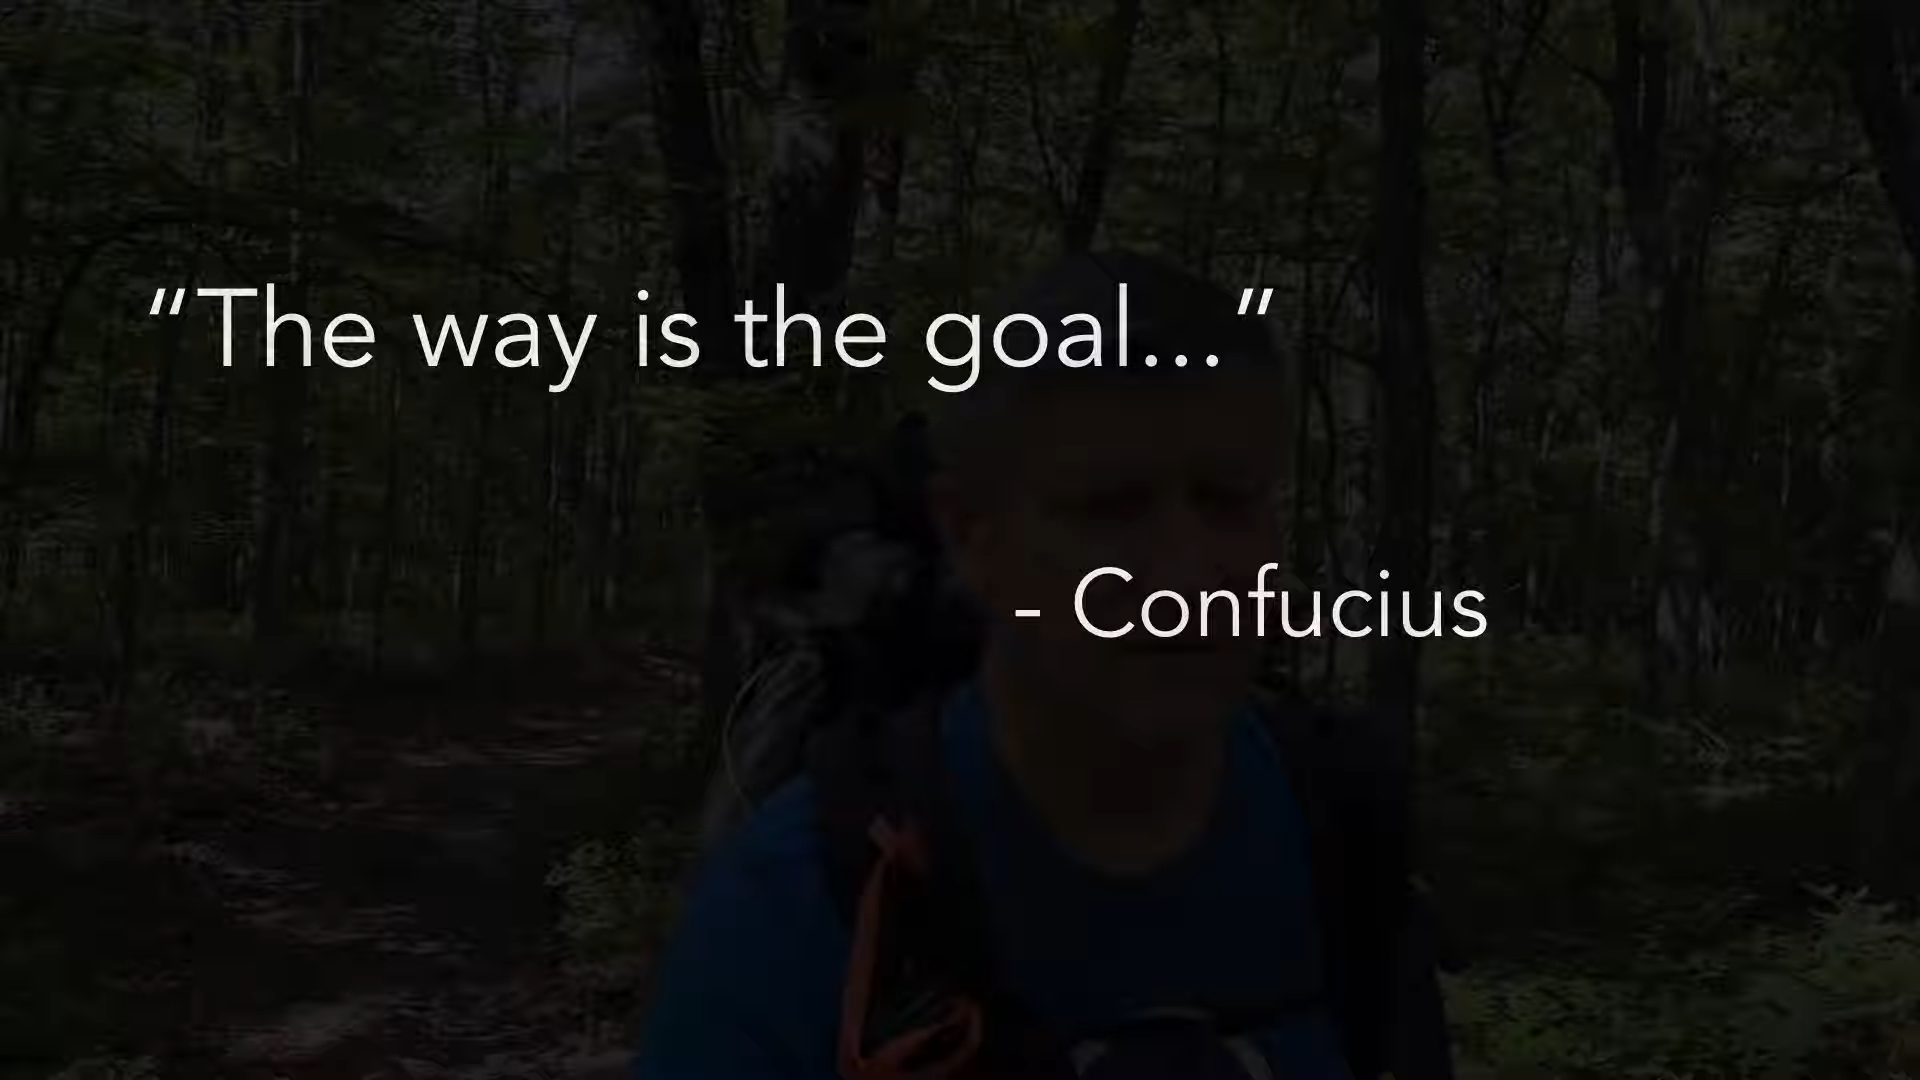 “The way is the goal...”
- Confucius